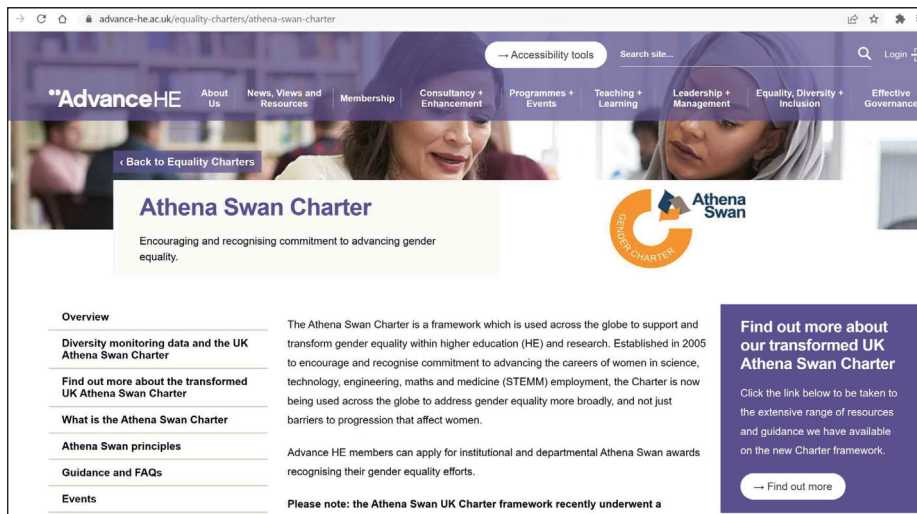 advance-he.ac.uk/equality-charters/athena-swan-charter
→ Accessibility tools
Search site...
Login
AdvanceHE
About Us
News, Views and Resources
Membership
Consultancy + Enhancement
Programmes + Events
Teaching + Learning
Leadership + Management
Equality, Diversity + Inclusion
Effective Governance
‹ Back to Equality Charters
Athena Swan Charter
Encouraging and recognising commitment to advancing gender
equality.
Athena
Swan
GENDER CHARTER
Overview
Diversity monitoring data and the UK
Athena Swan Charter
Find out more about the transformed
UK Athena Swan Charter
What is the Athena Swan Charter
Athena Swan principles
Guidance and FAQs
Events
The Athena Swan Charter is a framework which is used across the globe to support and
transform gender equality within higher education (HE) and research. Established in 2005
to encourage and recognise commitment to advancing the careers of women in science,
technology, engineering, maths and medicine (STEMM) employment, the Charter is now
being used across the globe to address gender equality more broadly, and not just
barriers to progression that affect women.
Advance HE members can apply for institutional and departmental Athena Swan awards
recognising their gender equality efforts.
Please note: the Athena Swan UK Charter framework recently underwent a
Find out more about
our transformed UK
Athena Swan Charter
Click the link below to be taken to
the extensive range of resources
and guidance we have available
on the new Charter framework.
→ Find out more